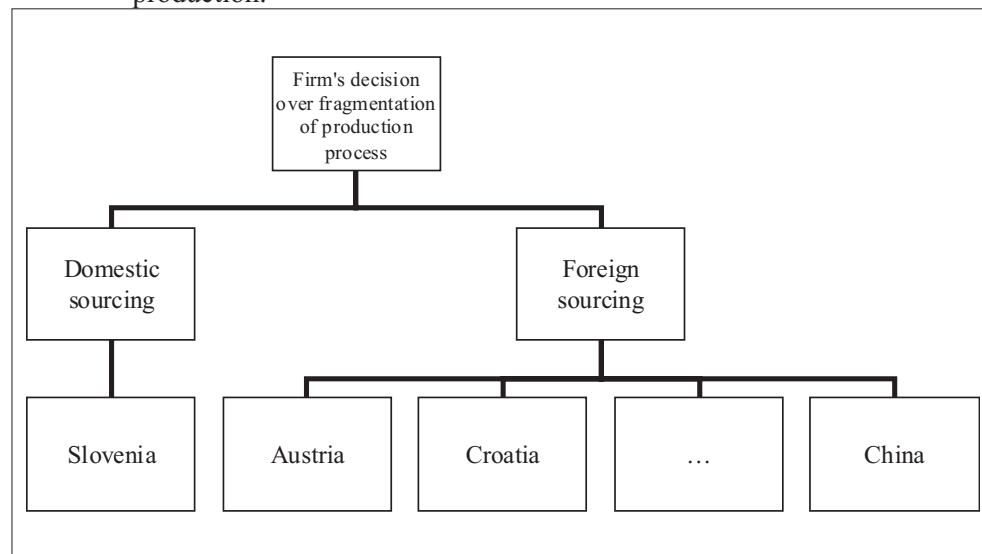 production.
Firm's decision
over fragmentation
of production
process
Domestic
sourcing
Foreign
sourcing
Slovenia
Austria
Croatia
…
China